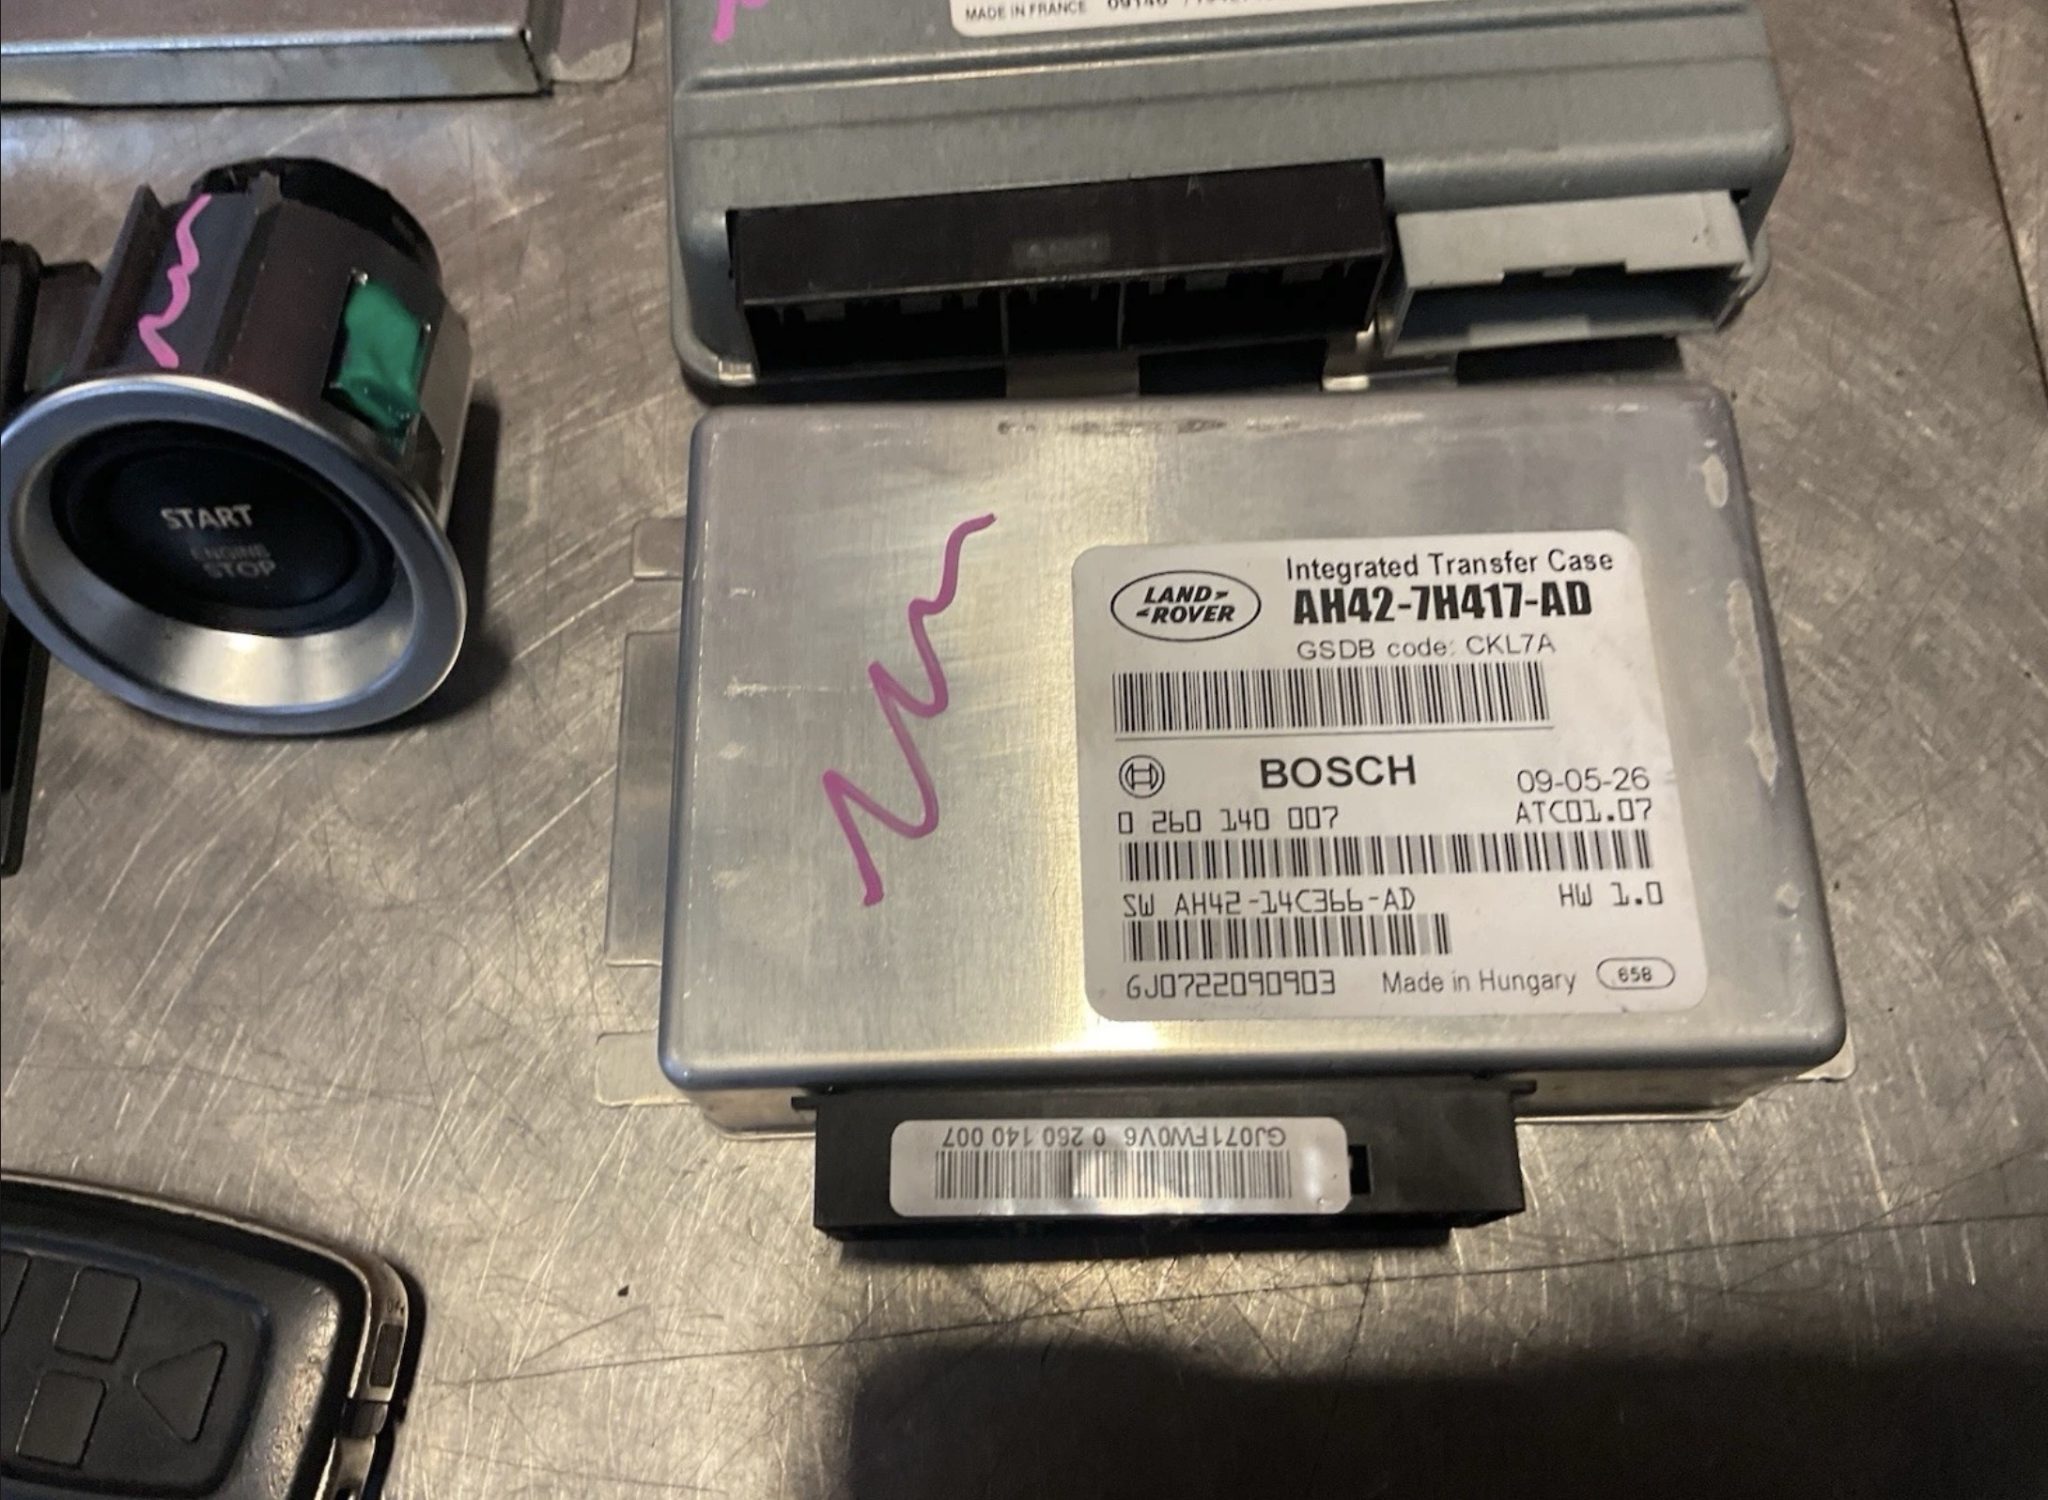 MADE IN FRANCE
START
ENGINE
STOP
LAND
ROVER
Integrated Transfer Case
AH42-7H417-AD
GSDB code: CKL7A
BOSCH
09-05-26
0 260 140 007
ATC01.07
SW AH42-14C366-AD
HW 1.0
GJ0722090903
Made in Hungary
658
GJ071FW0V6 0 260 140 007